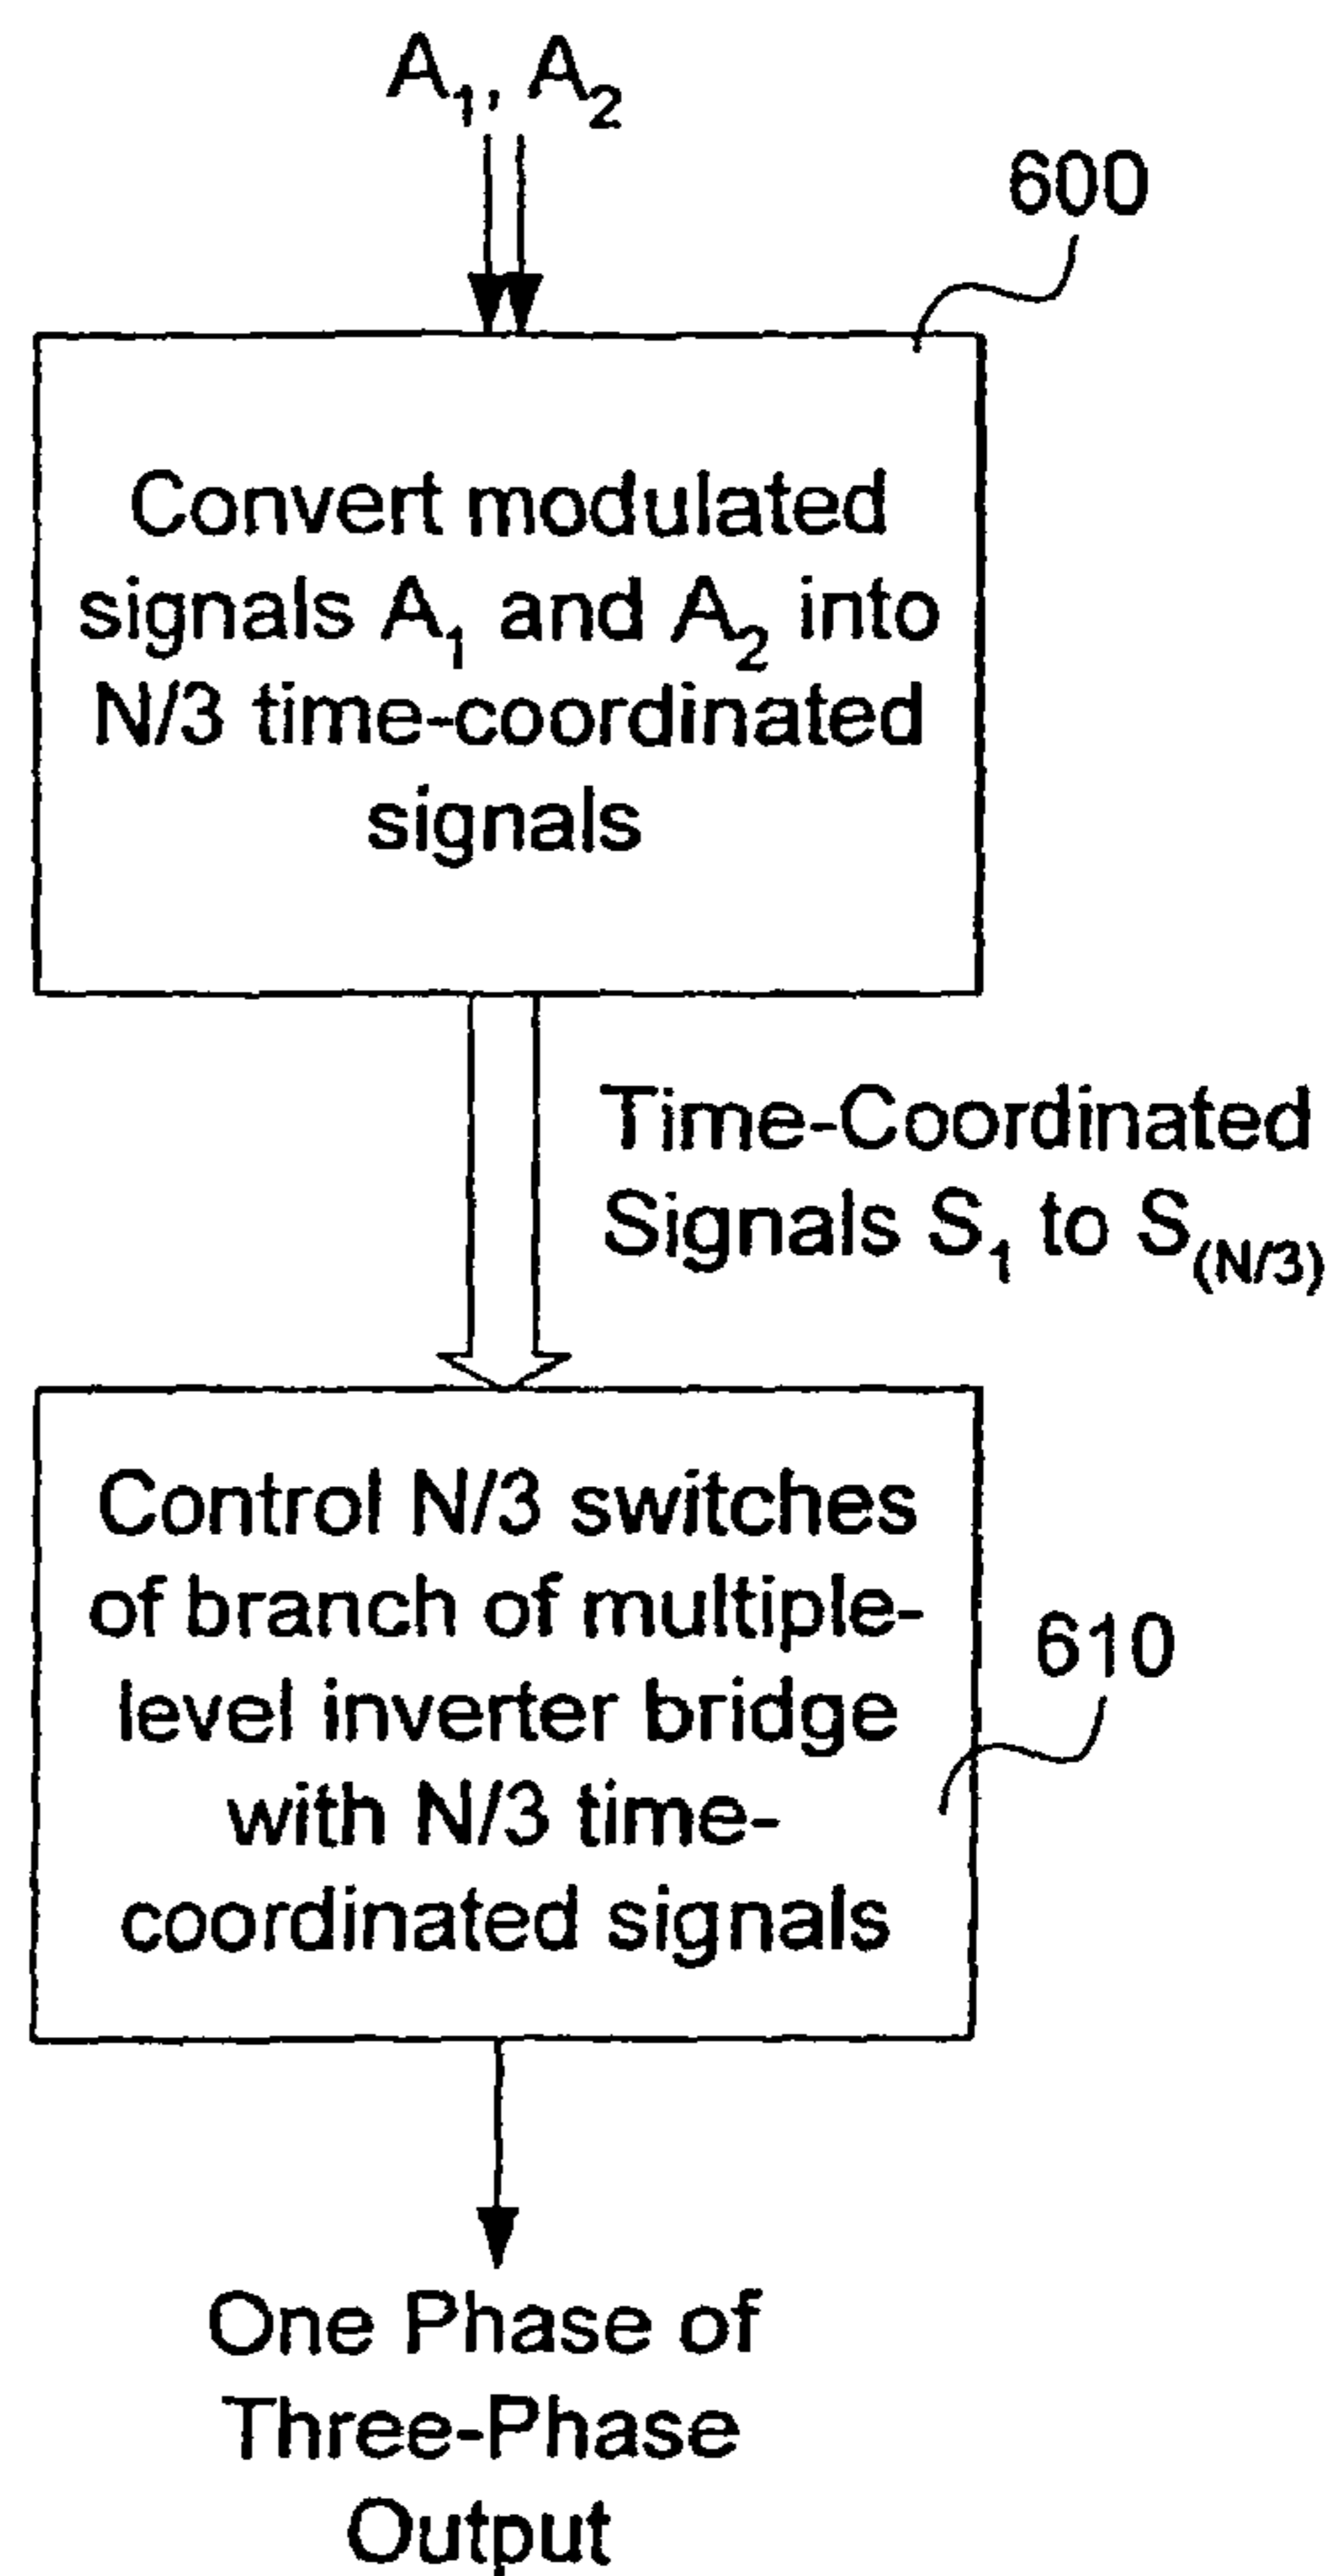 A₁, A₂
600
Convert modulated
signals A₁ and A₂ into
N/3 time-coordinated
signals
Time-Coordinated
Signals S₁ to S₍N/3₎
Control N/3 switches
of branch of multiple-
level inverter bridge
with N/3 time-
coordinated signals
610
One Phase of
Three-Phase
Output